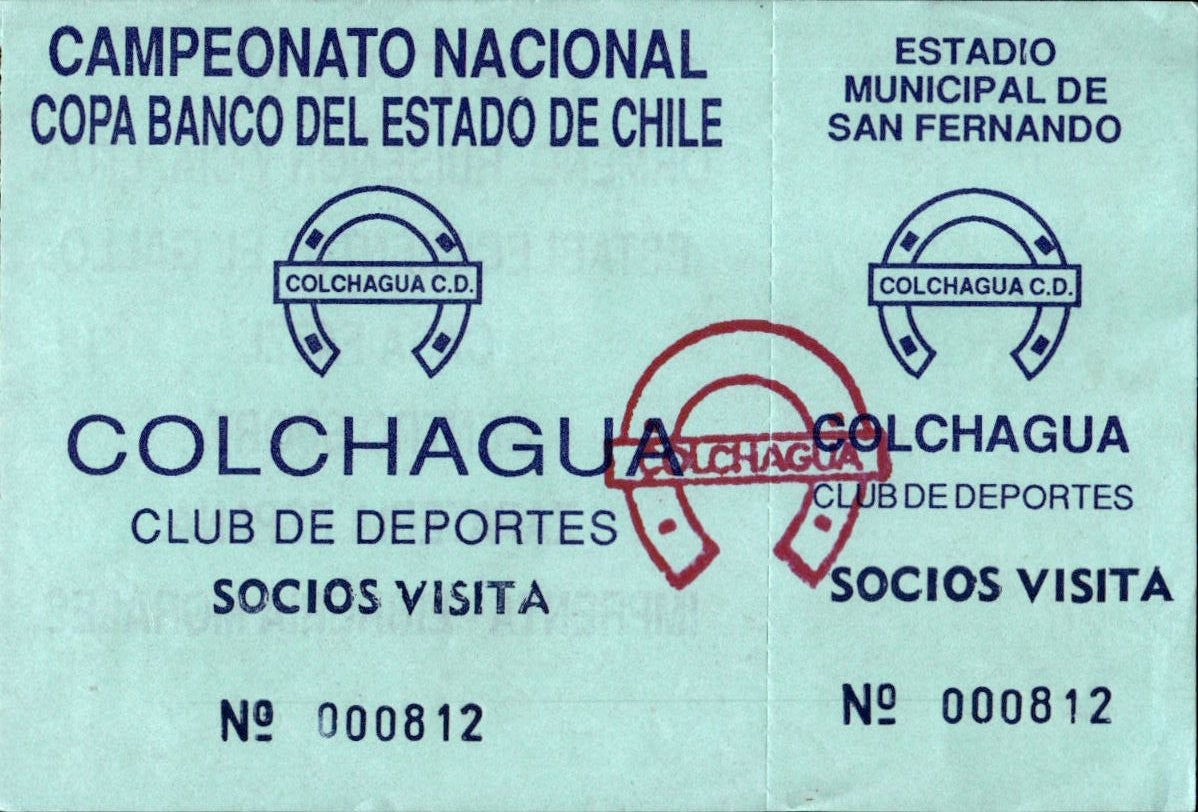 CAMPEONATO NACIONAL
COPA BANCO DEL ESTADO DE CHILE
COLCHAGUA C.D.
COLCHAGUA
CLUB DE DEPORTES
SOCIOS VISITA
Nº 000812
COLCHAGUA
ESTADIO
MUNICIPAL DE
SAN FERNANDO
COLCHAGUA C.D.
COLCHAGUA
CLUB DE DEPORTES
SOCIOS VISITA
Nº 000812